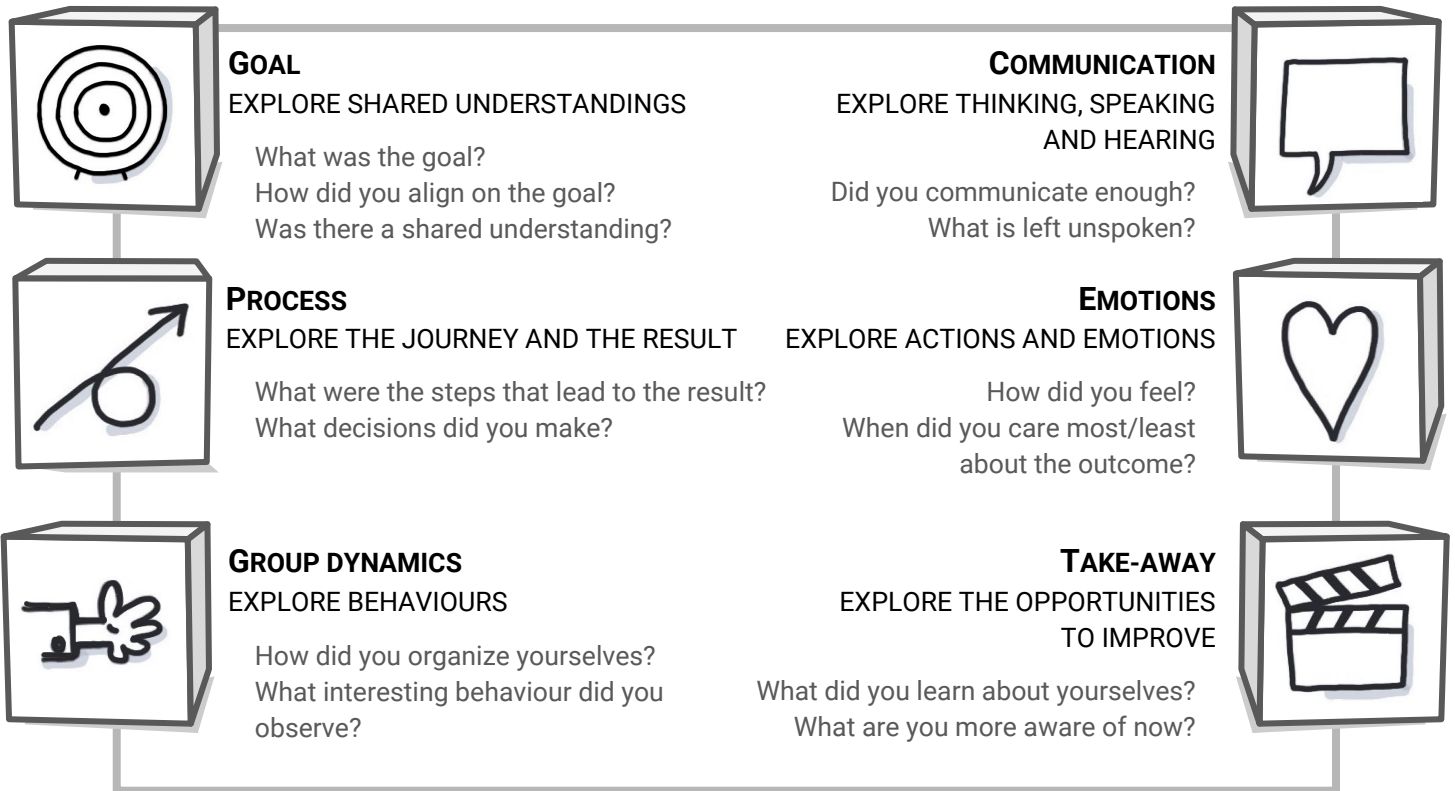 GOAL
EXPLORE SHARED UNDERSTANDINGS
What was the goal?
How did you align on the goal?
Was there a shared understanding?
COMMUNICATION
EXPLORE THINKING, SPEAKING
AND HEARING
Did you communicate enough?
What is left unspoken?
PROCESS
EXPLORE THE JOURNEY AND THE RESULT
What were the steps that lead to the result?
What decisions did you make?
EMOTIONS
EXPLORE ACTIONS AND EMOTIONS
How did you feel?
When did you care most/least
about the outcome?
GROUP DYNAMICS
EXPLORE BEHAVIOURS
How did you organize yourselves?
What interesting behaviour did you
observe?
TAKE-AWAY
EXPLORE THE OPPORTUNITIES
TO IMPROVE
What did you learn about yourselves?
What are you more aware of now?